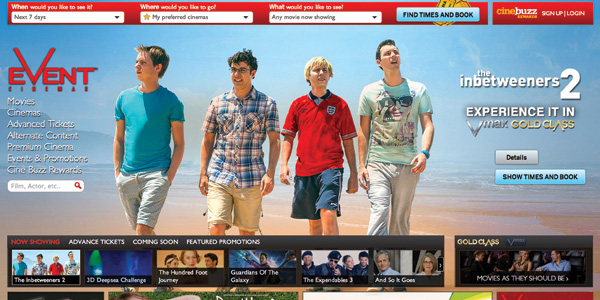 When would you like to see it?
Where would you like to go?
What would you like to see?
Next 7 days
My preferred cinemas
Any movie now showing
FIND TIMES AND BOOK
cinebuzz
REWARDS
SIGN UP | LOGIN
EVENT
CINEMAS
Movies
Cinemas
Advanced Tickets
Alternate Content
Premium Cinema
Events & Promotions
Cine Buzz Rewards
Film, Actor, etc..
the
inbetweeners 2
EXPERIENCE IT IN
Vmax GOLD CLASS
Details
SHOW TIMES AND BOOK
NOW SHOWING ADVANCE TICKETS COMING SOON FEATURED PROMOTIONS
The Inbetweeners 2
3D Deepsea Challenge
The Hundred Foot
Journey
Guardians Of The
Galaxy
The Expendables 3
And So It Goes
GOLD CLASS Vmax
MOVIES AS THEY SHOULD BE